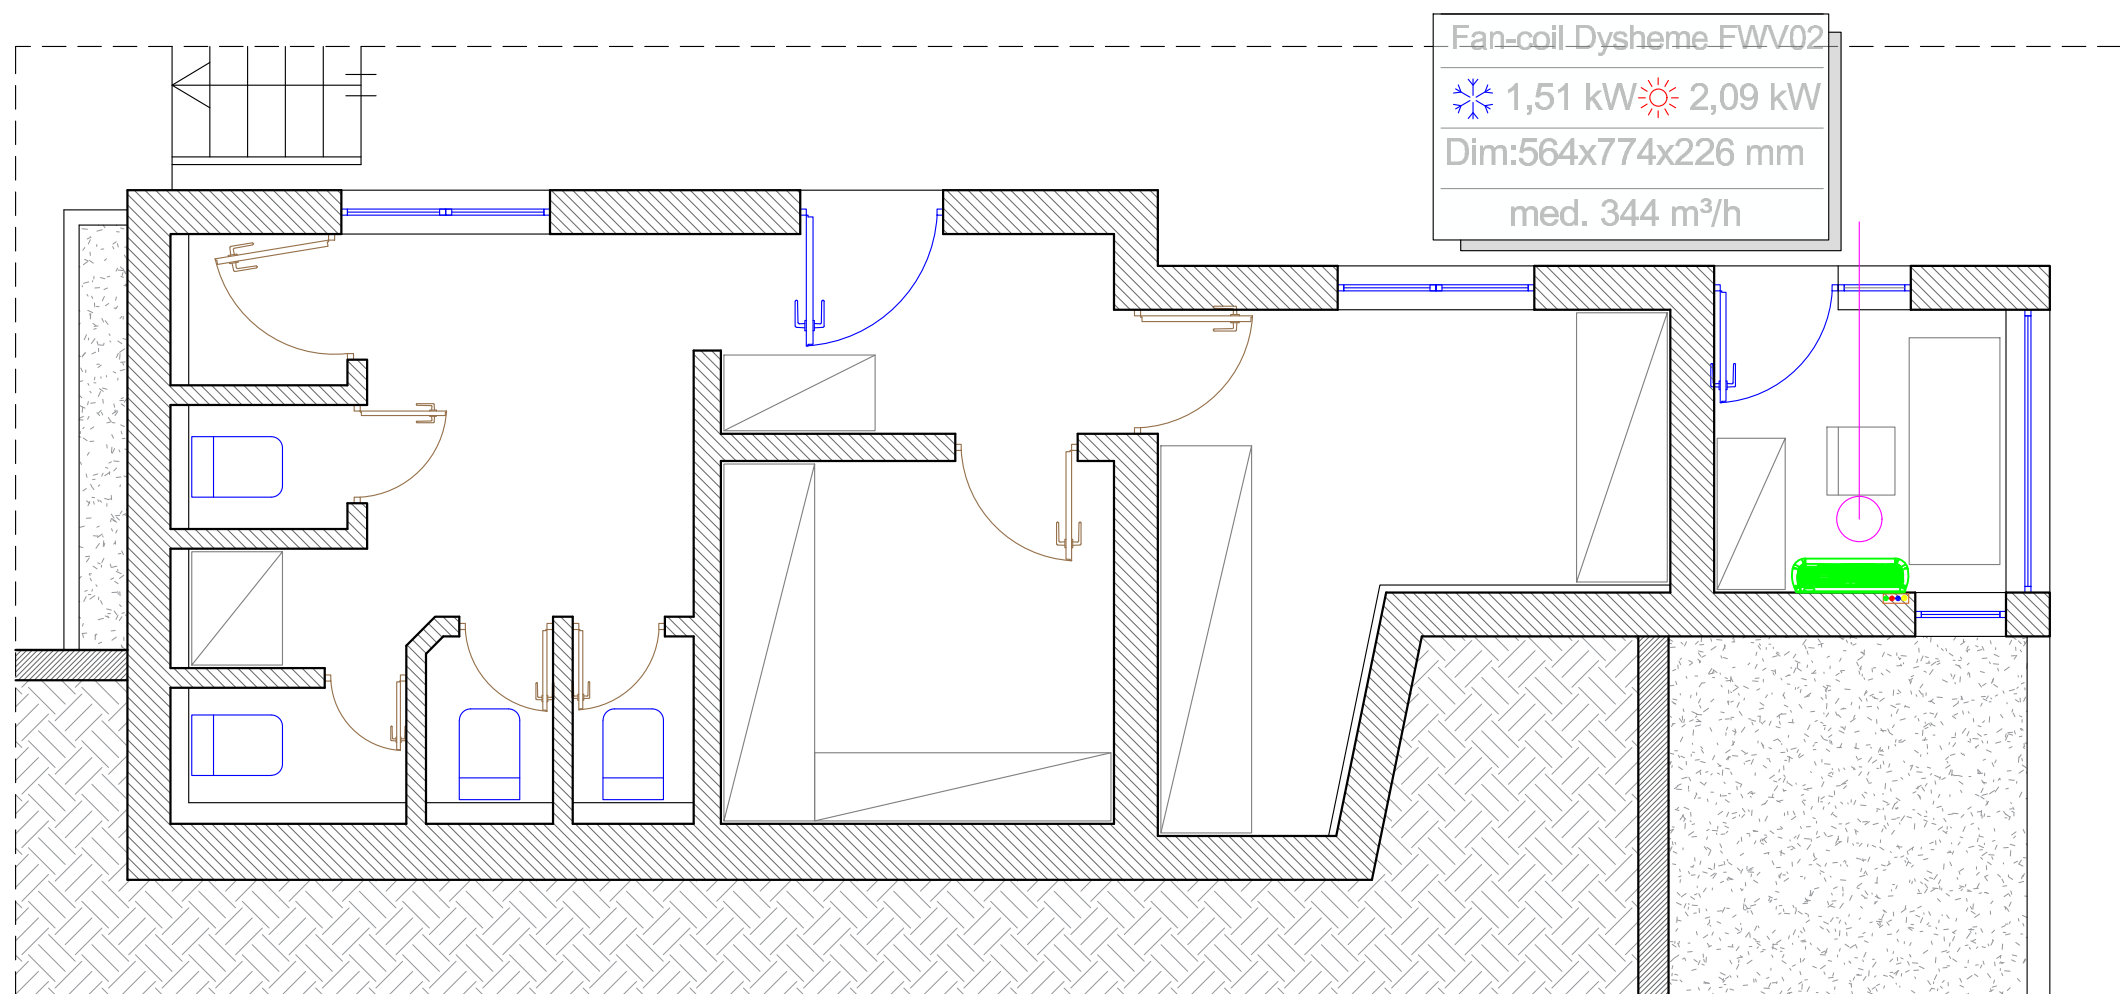 Fan-coil Dysheme FWV02
1,51 kW 2,09 kW
Dim:564x774x226 mm
med. 344 m³/h